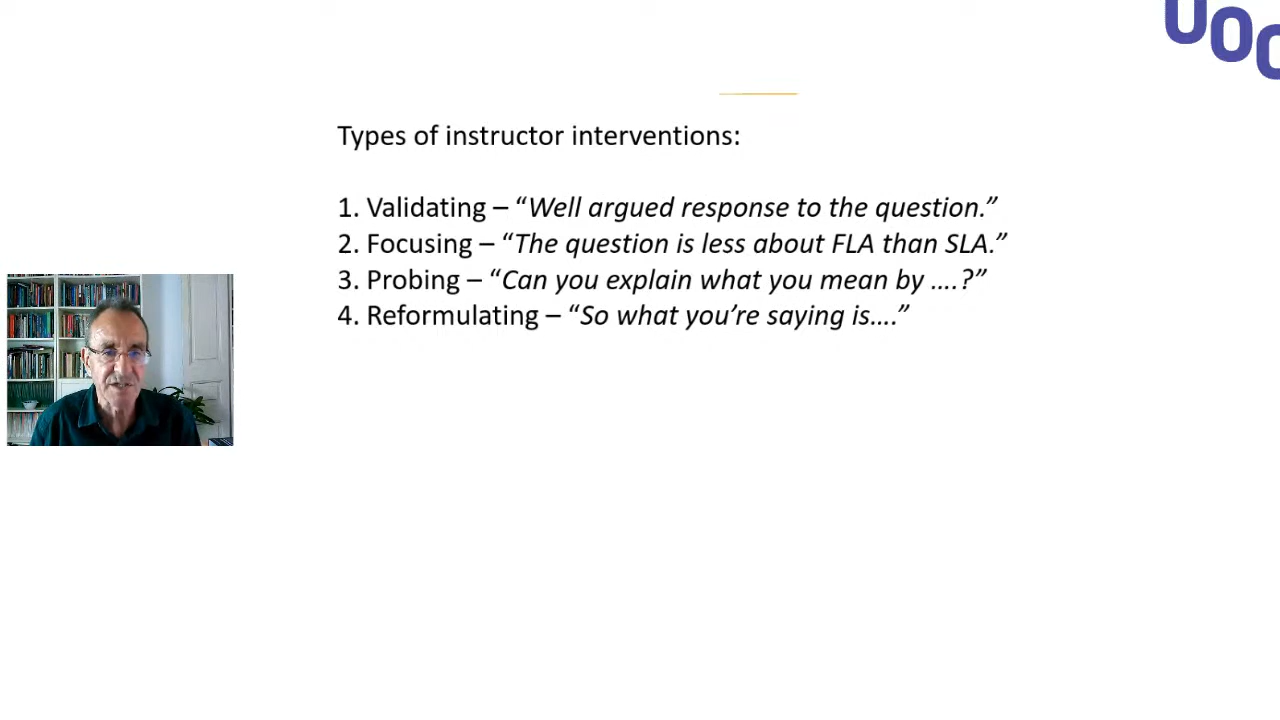 UOC
Types of instructor interventions:
1. Validating – “Well argued response to the question.”
2. Focusing – “The question is less about FLA than SLA.”
3. Probing – “Can you explain what you mean by ….?”
4. Reformulating – “So what you’re saying is….”